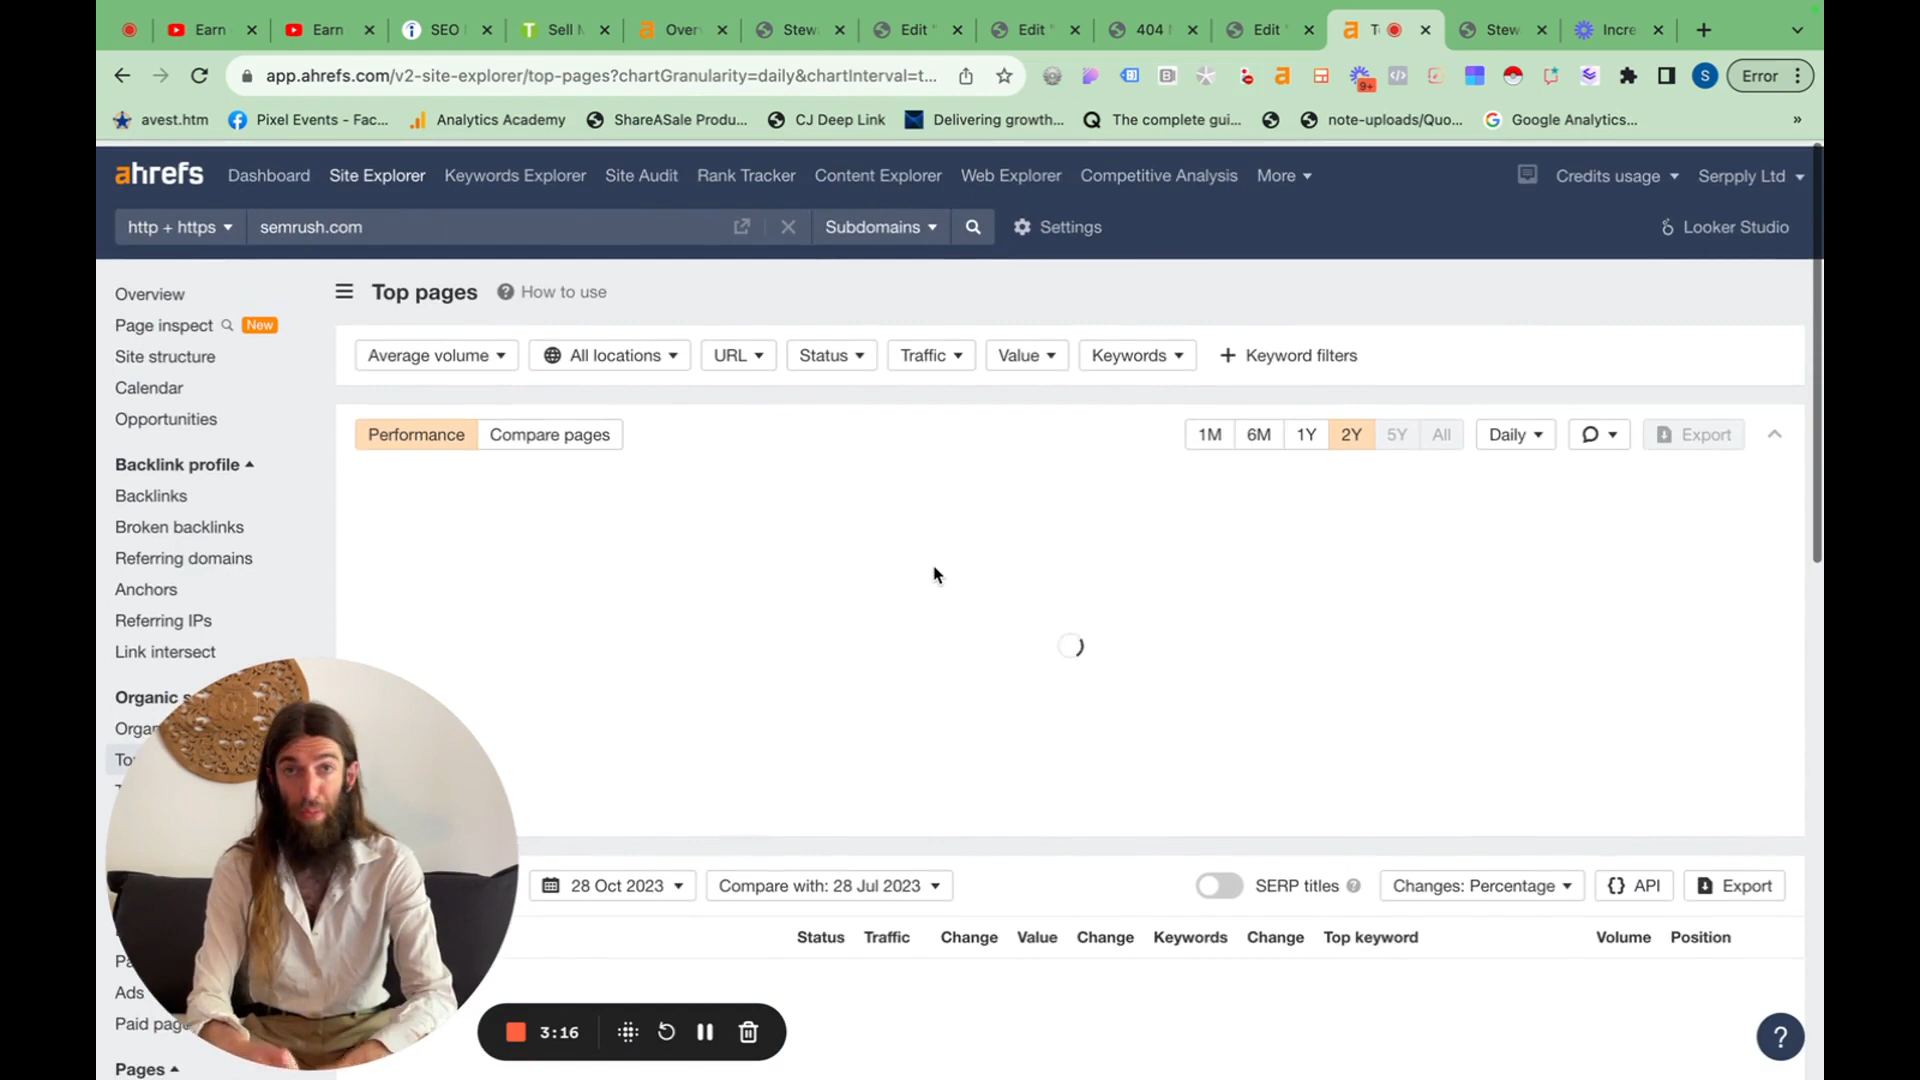 Earn
Earn
SEO
Sell M
Over
Stew
Edit
Edit
404
Edit
Stew
Incre
app.ahrefs.com/v2-site-explorer/top-pages?chartGranularity=daily&chartInterval=t...
9+
S
Error
avest.htm
Pixel Events - Fac...
Analytics Academy
ShareASale Produ...
CJ Deep Link
Delivering growth...
The complete gui...
note-uploads/Quo...
Google Analytics...
»
ahrefs
Dashboard
Site Explorer
Keywords Explorer
Site Audit
Rank Tracker
Content Explorer
Web Explorer
Competitive Analysis
More
Credits usage
Serpply Ltd
http + https
semrush.com
Subdomains
Settings
Looker Studio
Overview
Page inspect New
Site structure
Calendar
Opportunities
Backlink profile
Backlinks
Broken backlinks
Referring domains
Anchors
Referring IPs
Link intersect
Organic s
Orga
To
Ads
Paid pag
Pages
Top pages
How to use
Average volume
All locations
URL
Status
Traffic
Value
Keywords
+ Keyword filters
Performance
Compare pages
1M
6M
1Y
2Y
5Y
All
Daily
Export
28 Oct 2023
Compare with: 28 Jul 2023
SERP titles
Changes: Percentage
{} API
Export
Status
Traffic
Change
Value
Change
Keywords
Change
Top keyword
Volume
Position
3:16
?